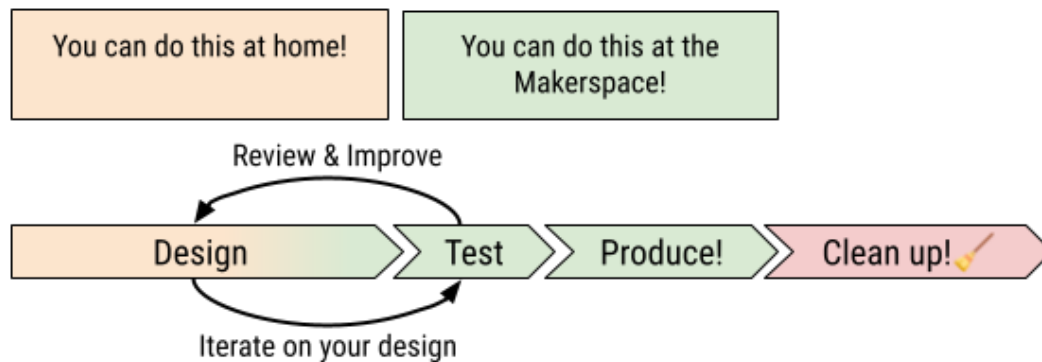 You can do this at home!
You can do this at the
Makerspace!
Review & Improve
Design
Test
Produce!
Clean up!🧹
Iterate on your design